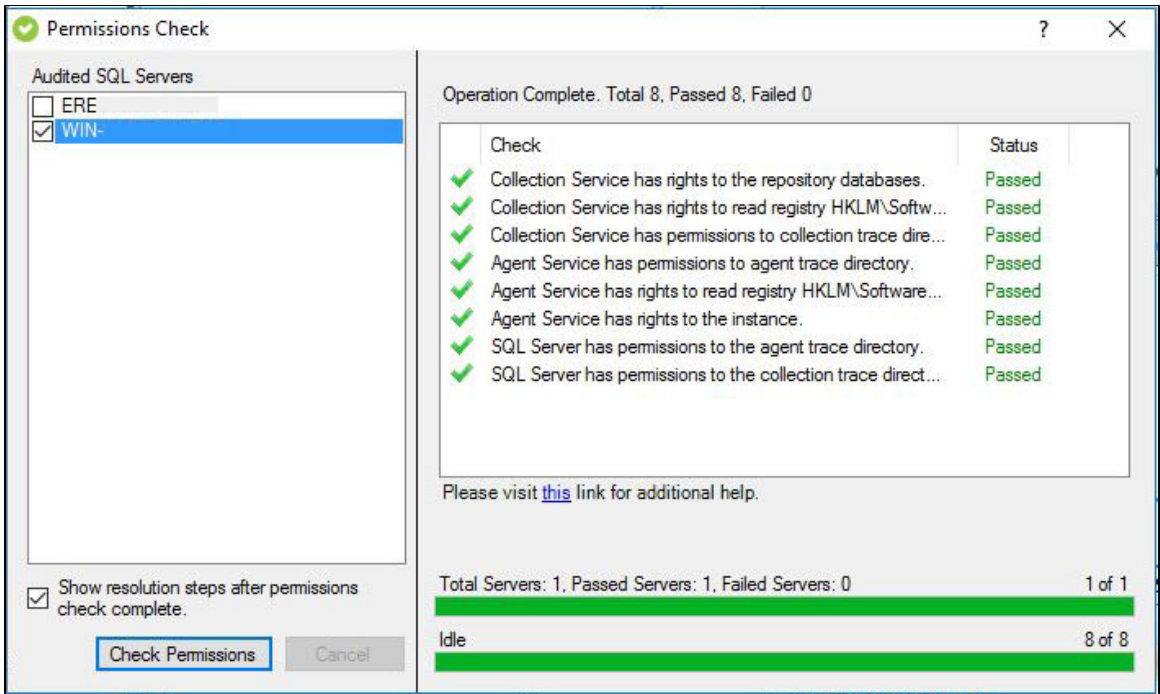 Permissions Check
?
Audited SQL Servers
ERE
WIN-
Show resolution steps after permissions
check complete.
Check Permissions
Cancel
Operation Complete. Total 8, Passed 8, Failed 0
Check Status
Collection Service has rights to the repository databases. Passed
Collection Service has rights to read registry HKLM\Softw... Passed
Collection Service has permissions to collection trace dire... Passed
Agent Service has permissions to agent trace directory. Passed
Agent Service has rights to read registry HKLM\Software... Passed
Agent Service has rights to the instance. Passed
SQL Server has permissions to the agent trace directory. Passed
SQL Server has permissions to the collection trace direct... Passed
Please visit this link for additional help.
Total Servers: 1, Passed Servers: 1, Failed Servers: 0 1 of 1
Idle 8 of 8